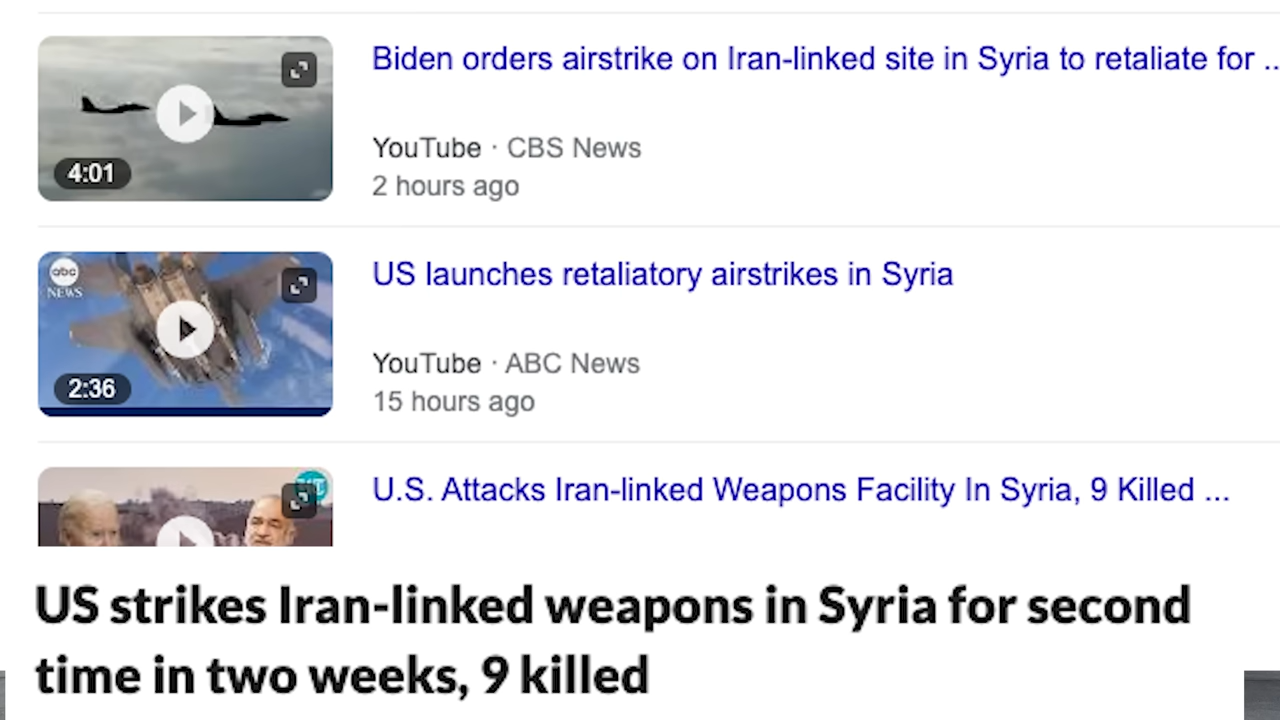 Biden orders airstrike on Iran-linked site in Syria to retaliate for ...
YouTube · CBS News
2 hours ago
4:01
abc
NEWS
US launches retaliatory airstrikes in Syria
YouTube · ABC News
15 hours ago
2:36
U.S. Attacks Iran-linked Weapons Facility In Syria, 9 Killed ...
US strikes Iran-linked weapons in Syria for second
time in two weeks, 9 killed